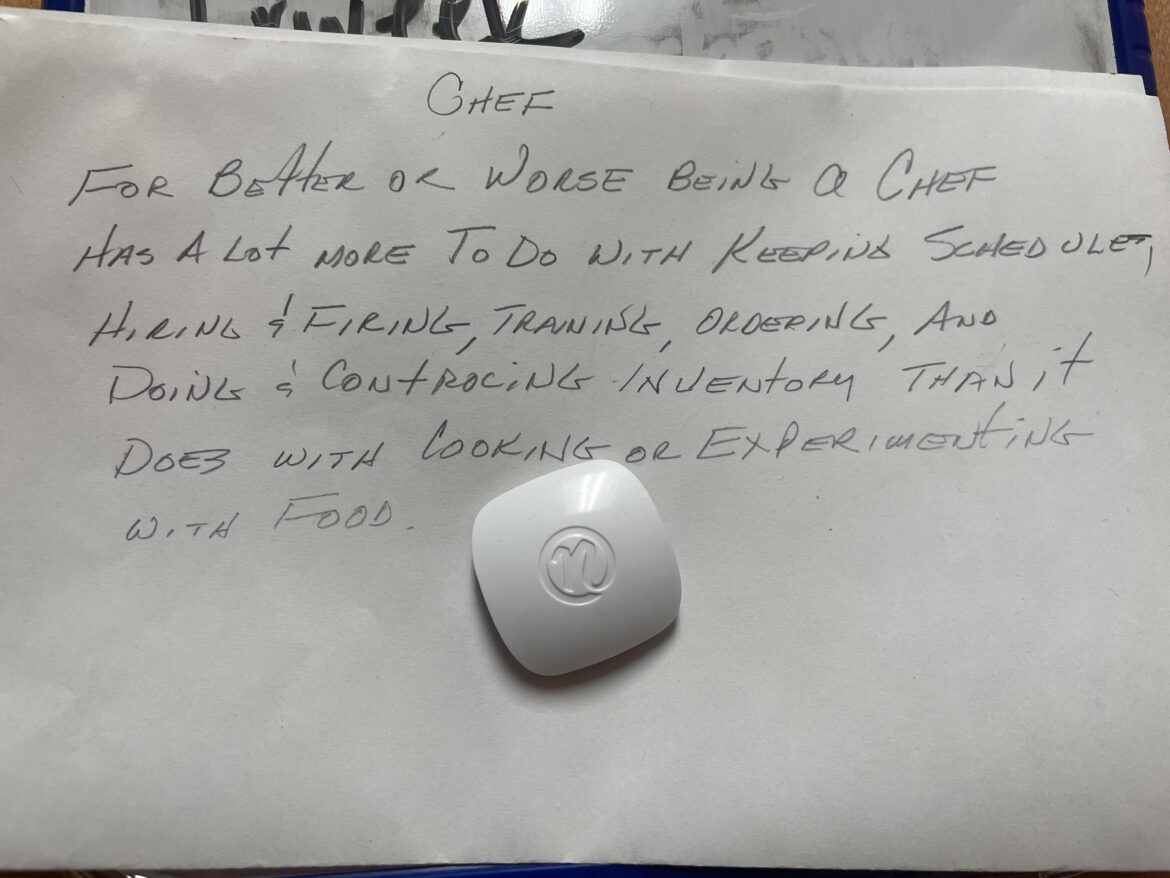 CHEF
FOR BETTER OR WORSE BEING A CHEF
HAS A LOT MORE TO DO WITH KEEPING SCHEDULES,
HIRING & FIRING, TRAINING, ORDERING, AND
DOING & CONTROLING INVENTORY THAN IT
DOES WITH COOKING OR EXPERIMENTING
WITH FOOD.
n